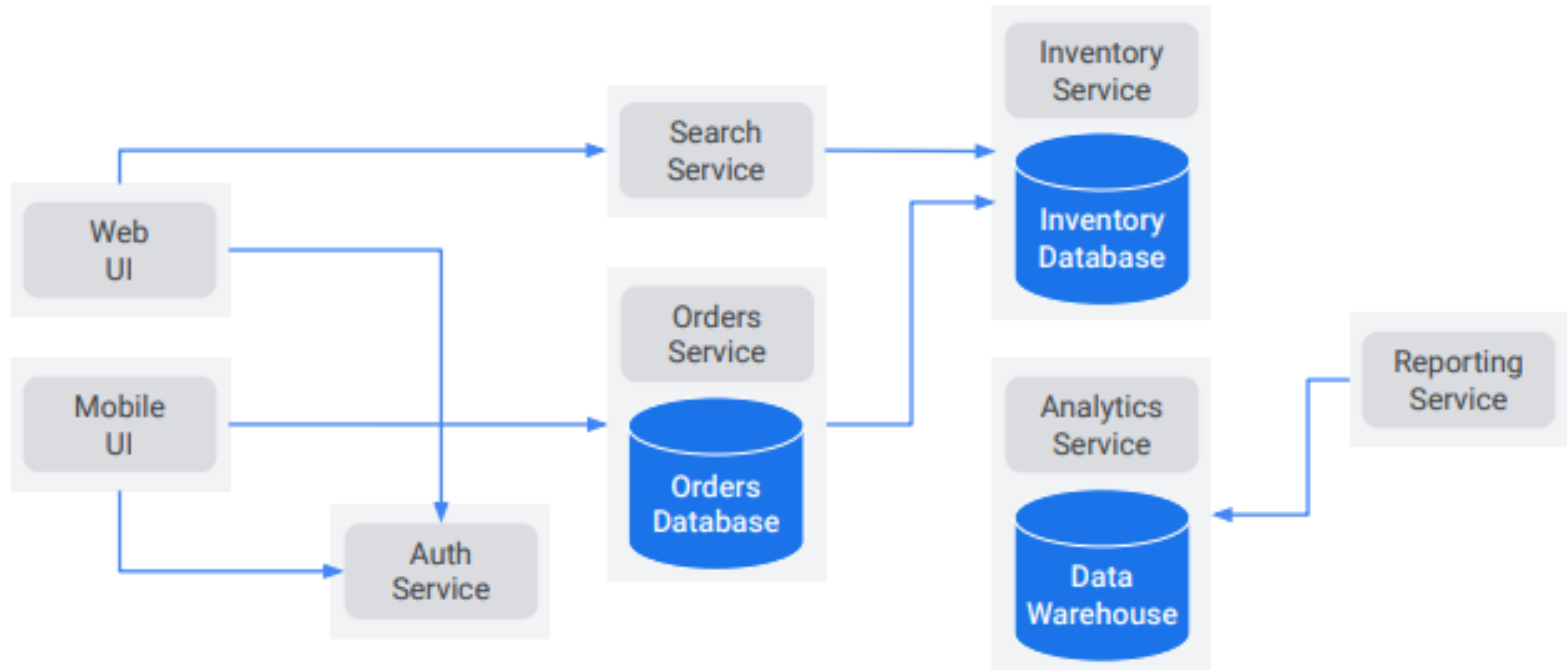 Inventory
Service
Search
Service
Web
UI
Inventory
Database
Orders
Service
Reporting
Service
Mobile
UI
Analytics
Service
Orders
Database
Auth
Service
Data
Warehouse